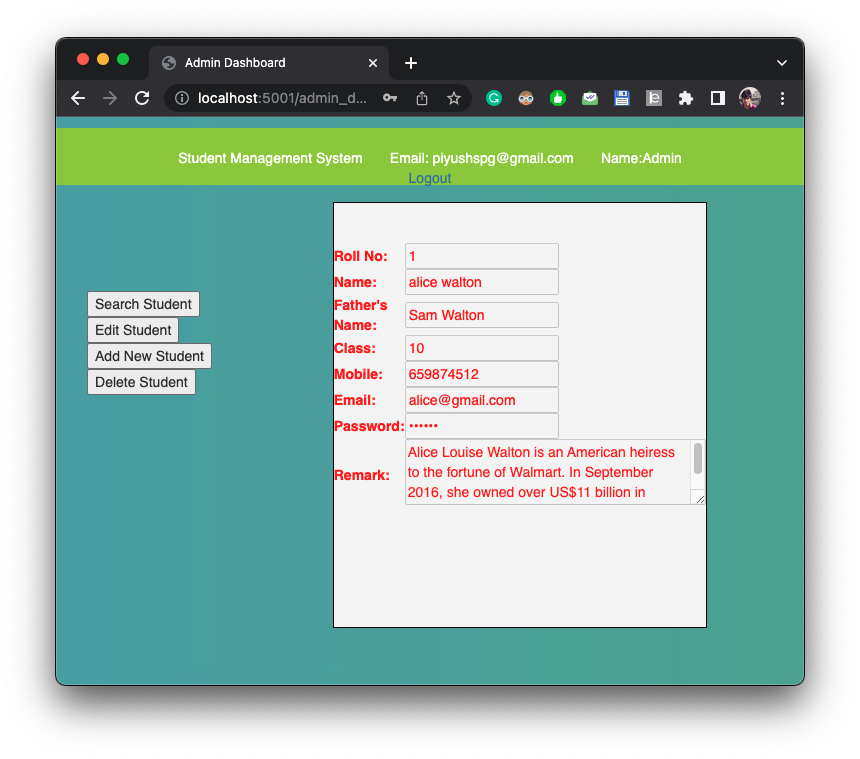 Admin Dashboard
localhost:5001/admin_d...
Student Management System Email: piyushspg@gmail.com Name:Admin
Logout
Search Student
Edit Student
Add New Student
Delete Student
Roll No: 1
Name: alice walton
Father's Name: Sam Walton
Class: 10
Mobile: 659874512
Email: alice@gmail.com
Password: ••••••
Remark: Alice Louise Walton is an American heiress
to the fortune of Walmart. In September
2016, she owned over US$11 billion in